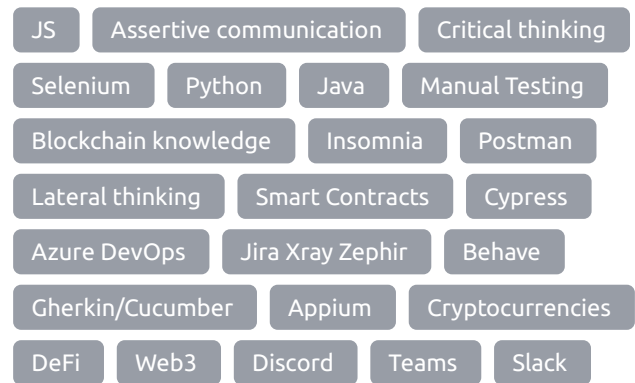 JS Assertive communication Critical thinking
Selenium Python Java Manual Testing
Blockchain knowledge Insomnia Postman
Lateral thinking Smart Contracts Cypress
Azure DevOps Jira Xray Zephir Behave
Gherkin/Cucumber Appium Cryptocurrencies
DeFi Web3 Discord Teams Slack